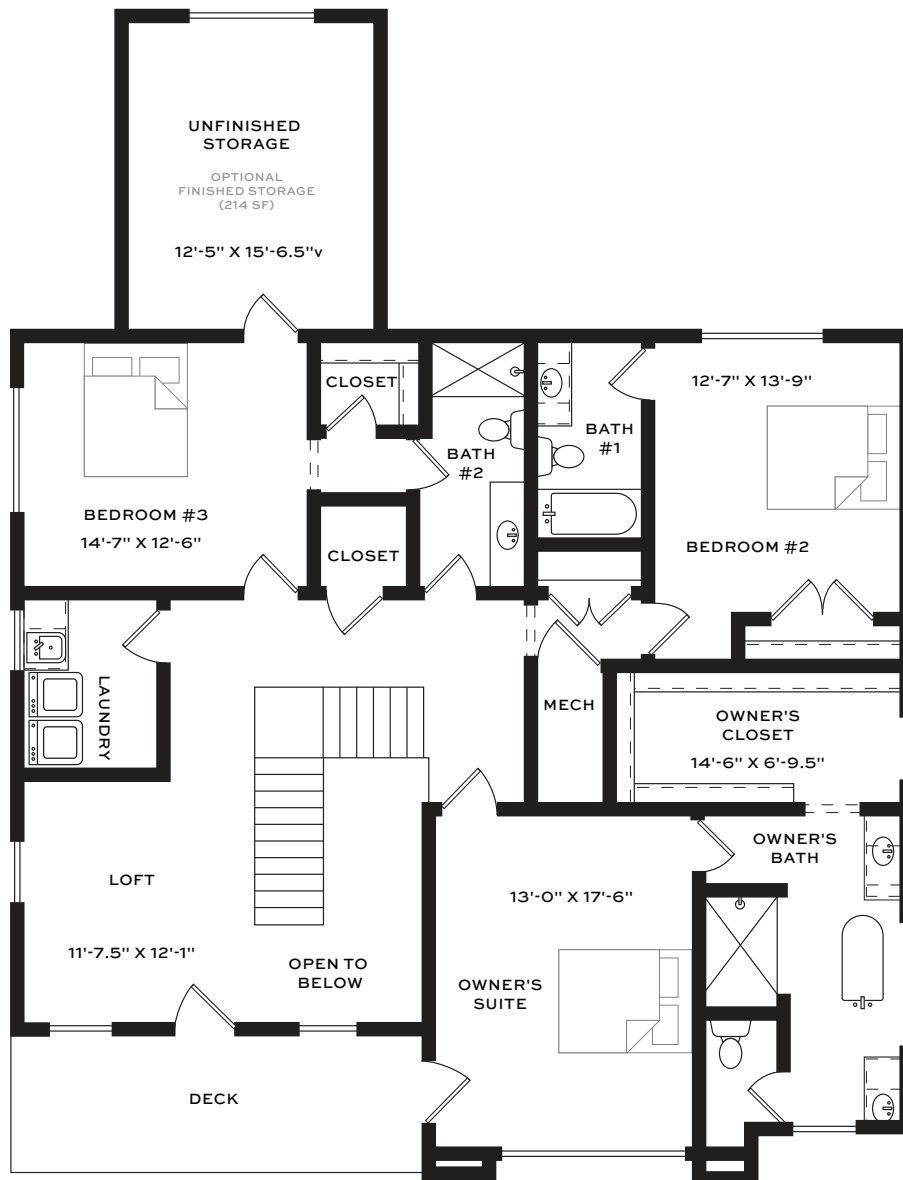 UNFINISHED
STORAGE
OPTIONAL
FINISHED STORAGE
(214 SF)
12'-5" X 15'-6.5"v
CLOSET
12'-7" X 13'-9"
BATH
#1
BATH
#2
BEDROOM #3
14'-7" X 12'-6"
CLOSET
BEDROOM #2
LAUNDRY
MECH
OWNER'S
CLOSET
14'-6" X 6'-9.5"
OWNER'S
BATH
LOFT
11'-7.5" X 12'-1"
OPEN TO
BELOW
13'-0" X 17'-6"
OWNER'S
SUITE
DECK